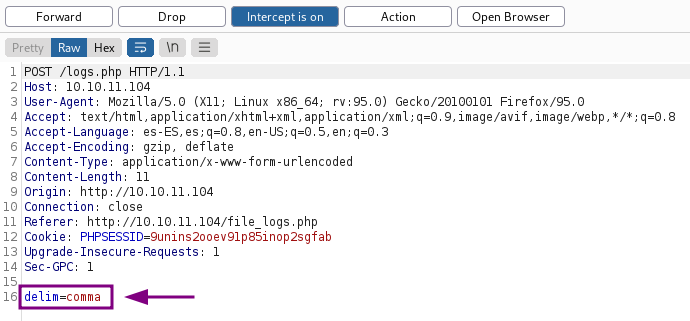 Forward Drop Intercept is on Action Open Browser
Pretty Raw Hex \n
1 POST /logs.php HTTP/1.1
2 Host: 10.10.11.104
3 User-Agent: Mozilla/5.0 (X11; Linux x86_64; rv:95.0) Gecko/20100101 Firefox/95.0
4 Accept: text/html,application/xhtml+xml,application/xml;q=0.9,image/avif,image/webp,*/*;q=0.8
5 Accept-Language: es-ES,es;q=0.8,en-US;q=0.5,en;q=0.3
6 Accept-Encoding: gzip, deflate
7 Content-Type: application/x-www-form-urlencoded
8 Content-Length: 11
9 Origin: http://10.10.11.104
10 Connection: close
11 Referer: http://10.10.11.104/file_logs.php
12 Cookie: PHPSESSID=9unins2ooev91p85inop2sgfab
13 Upgrade-Insecure-Requests: 1
14 Sec-GPC: 1
15
16 delim=comma